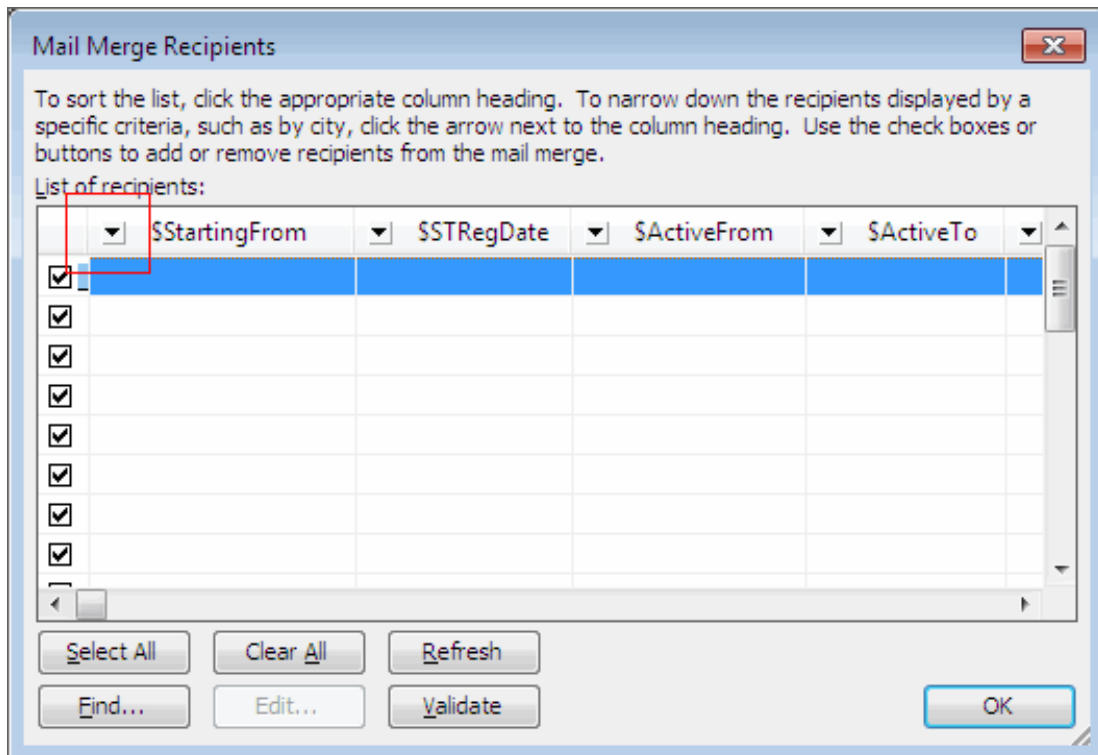 Mail Merge Recipients
To sort the list, click the appropriate column heading. To narrow down the recipients displayed by a
specific criteria, such as by city, click the arrow next to the column heading. Use the check boxes or
buttons to add or remove recipients from the mail merge.
List of recipients:
$StartingFrom $STRegDate $ActiveFrom $ActiveTo
Select All Clear All Refresh
Find... Edit... Validate OK